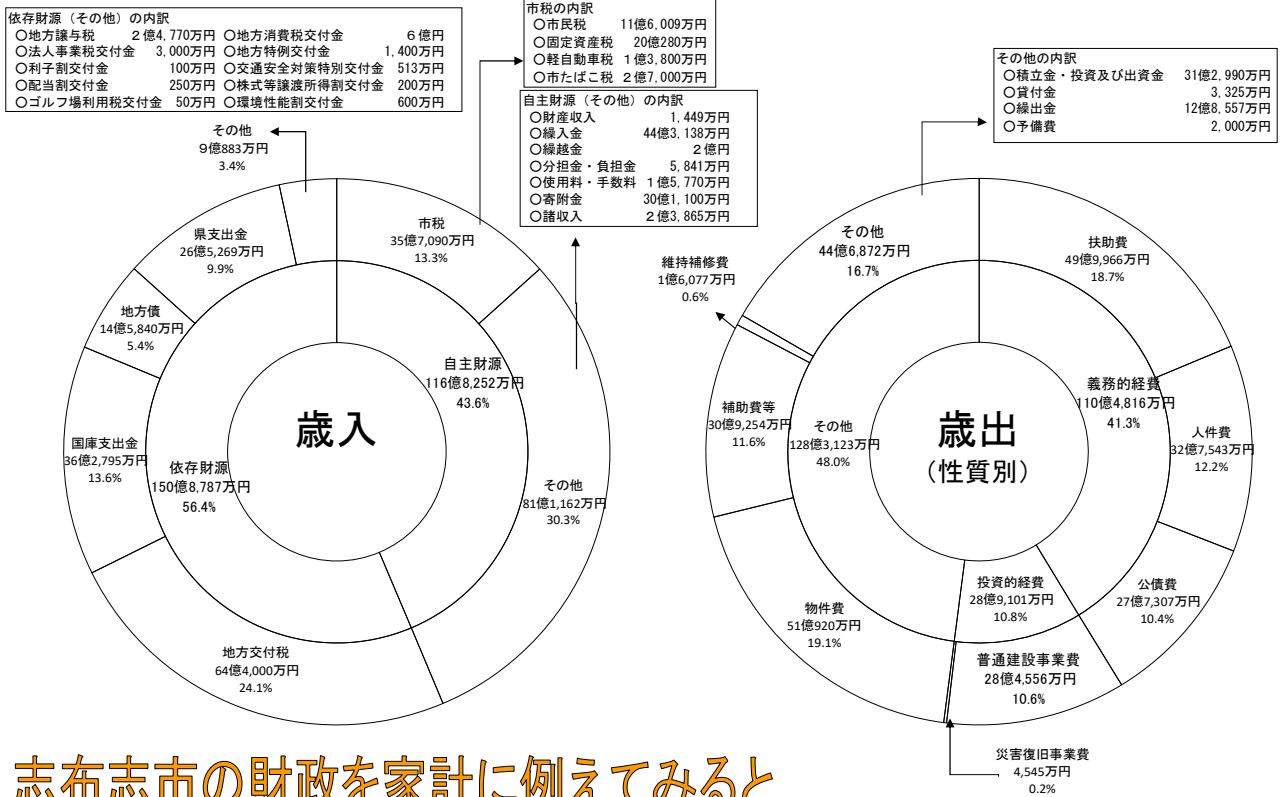 依存財源（その他）の内訳
○地方譲与税 2億4,770万円 ○地方消費税交付金 6億円
○法人事業税交付金 3,000万円 ○地方特例交付金 1,400万円
○利子割交付金 100万円 ○交通安全対策特別交付金 513万円
○配当割交付金 250万円 ○株式等譲渡所得割交付金 200万円
○ゴルフ場利用税交付金 50万円 ○環境性能割交付金 600万円
市税の内訳
○市民税 11億6,009万円
○固定資産税 20億280万円
○軽自動車税 1億3,800万円
○市たばこ税 2億7,000万円
自主財源（その他）の内訳
○財産収入 1,449万円
○繰入金 44億3,138万円
○繰越金 2億円
○分担金・負担金 5,841万円
○使用料・手数料 1億5,770万円
○寄附金 30億1,100万円
○諸収入 2億3,865万円
その他
9億883万円
3.4%
市税
35億7,090万円
13.3%
県支出金
26億5,269万円
9.9%
地方債
14億5,840万円
5.4%
国庫支出金
36億2,795万円
13.6%
地方交付税
64億4,000万円
24.1%
その他
81億1,162万円
30.3%
自主財源
116億8,252万円
43.6%
依存財源
150億8,787万円
56.4%
歳入
その他の内訳
○積立金・投資及び出資金 31億2,990万円
○貸付金 3,325万円
○繰出金 12億8,557万円
○予備費 2,000万円
その他
44億6,872万円
16.7%
維持補修費
1億6,077万円
0.6%
扶助費
49億9,966万円
18.7%
人件費
32億7,543万円
12.2%
公債費
27億7,307万円
10.4%
義務的経費
110億4,816万円
41.3%
補助費等
30億9,254万円
11.6%
その他
128億3,123万円
48.0%
歳出
（性質別）
投資的経費
28億9,101万円
10.8%
物件費
51億920万円
19.1%
普通建設事業費
28億4,556万円
10.6%
災害復旧事業費
4,545万円
0.2%
志布志市の財政を家計に例えてみると